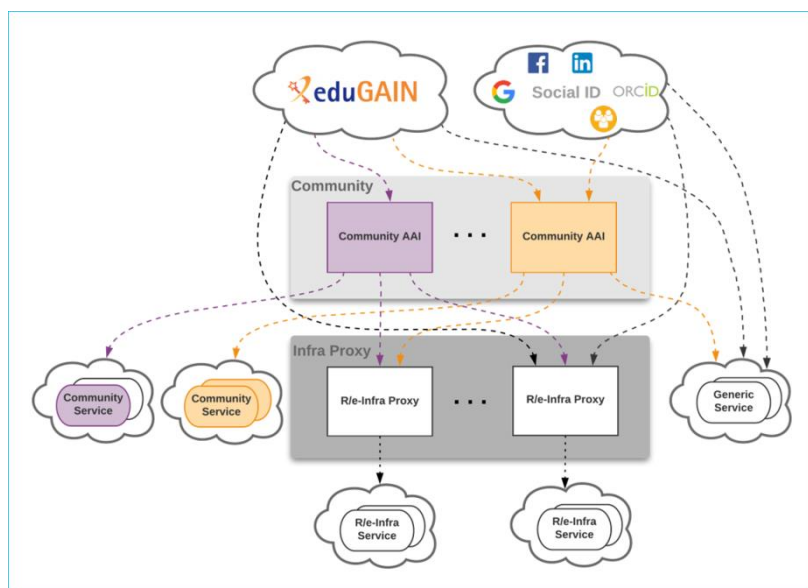 eduGAIN
f
in
G
Social ID
ORCiD
Community
Community AAI
. . .
Community AAI
Infra Proxy
R/e-Infra Proxy
. . .
R/e-Infra Proxy
Community
Service
Community
Service
Generic
Service
R/e-Infra
Service
R/e-Infra
Service